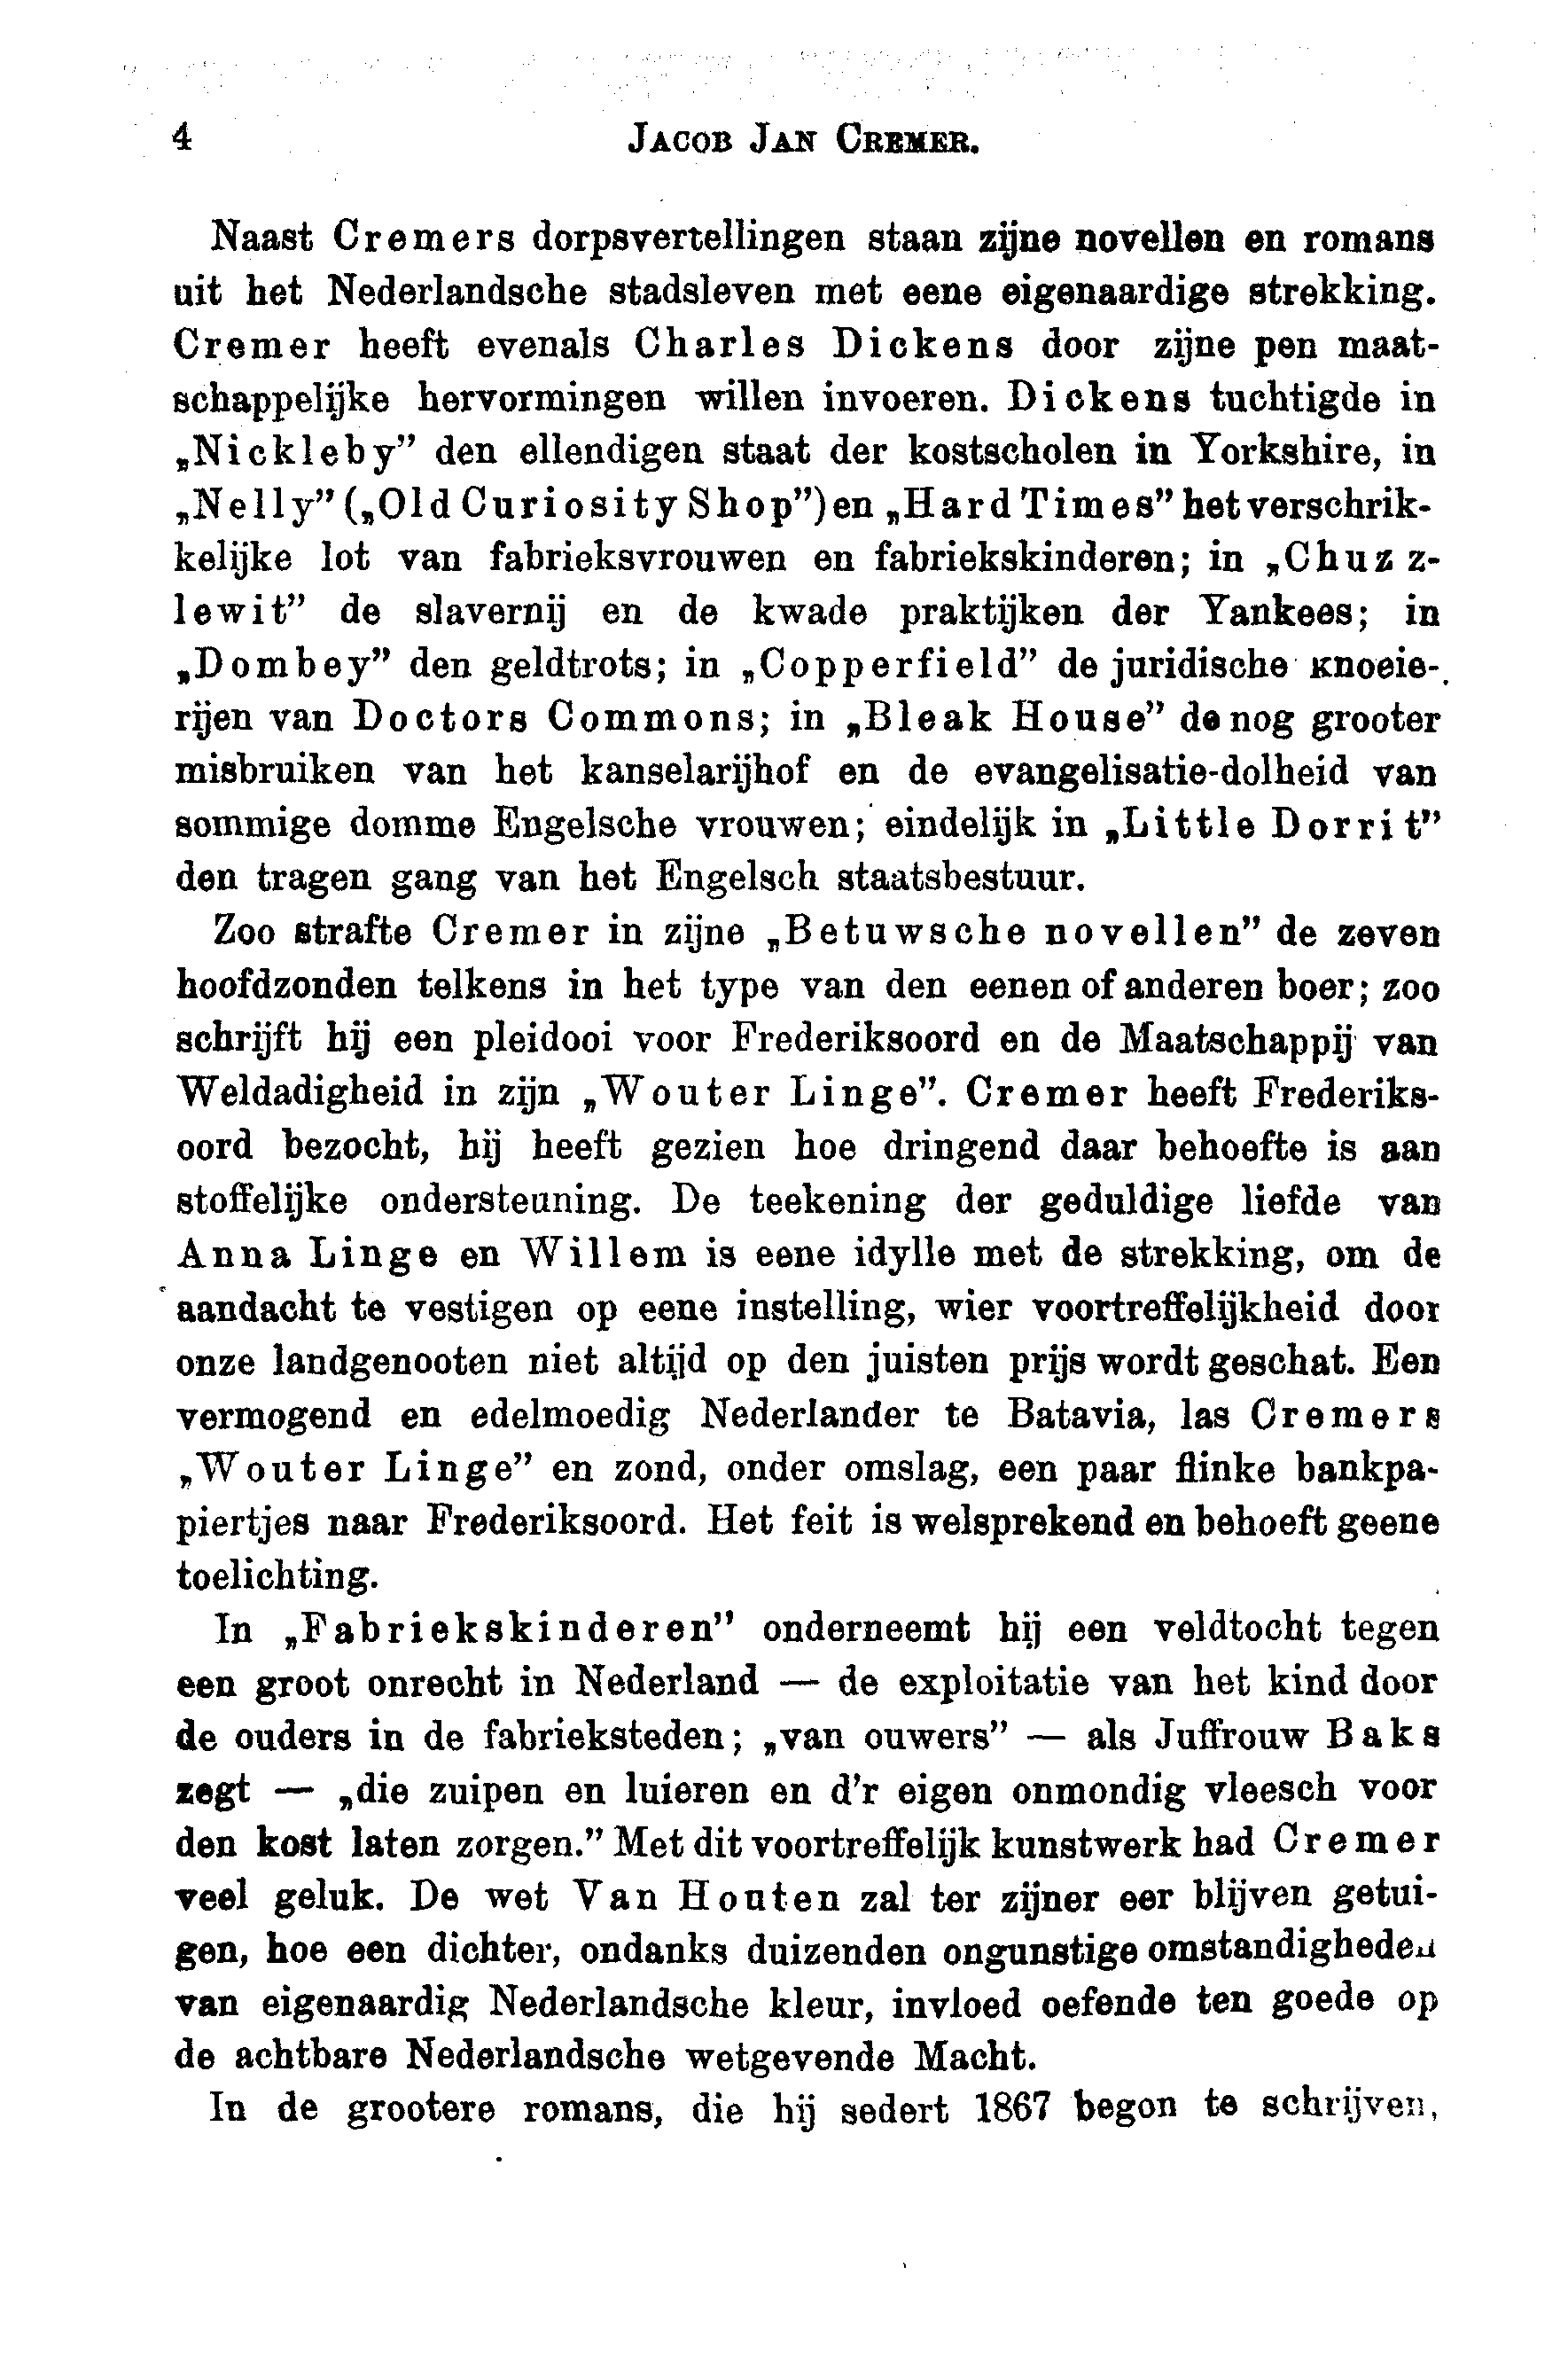 4 JACOB JAN CREMER.
Naast Cremers dorpsvertellingen staan zijne novellen en romans
uit het Nederlandsche stadsleven met eene eigenaardige strekking.
Cremer heeft evenals Charles Dickens door zijne pen maat-
schappelijke hervormingen willen invoeren. Dickens tuchtigde in
„Nickleby” den ellendigen staat der kostscholen in Yorkshire, in
„Nelly” („Old Curiosity Shop”) en „Hard Times” het verschrik-
kelijke lot van fabrieksvrouwen en fabriekskinderen; in „Chuzz-
lewit” de slavernij en de kwade praktijken der Yankees; in
„Dombey” den geldtrots; in „Copperfield” de juridische knoeie-
rijen van Doctors Commons; in „Bleak House” de nog grooter
misbruiken van het kanselarijhof en de evangelisatie-dolheid van
sommige domme Engelsche vrouwen; eindelijk in „Little Dorrit”
den tragen gang van het Engelsch staatsbestuur.
Zoo strafte Cremer in zijne „Betuwsche novellen” de zeven
hoofdzonden telkens in het type van den eenen of anderen boer; zoo
schrijft hij een pleidooi voor Frederiksoord en de Maatschappij van
Weldadigheid in zijn „Wouter Linge”. Cremer heeft Frederiks-
oord bezocht, hij heeft gezien hoe dringend daar behoefte is aan
stoffelijke ondersteuning. De teekening der geduldige liefde van
Anna Linge en Willem is eene idylle met de strekking, om de
aandacht te vestigen op eene instelling, wier voortreffelijkheid door
onze landgenooten niet altijd op den juisten prijs wordt geschat. Een
vermogend en edelmoedig Nederlander te Batavia, las Cremers
„Wouter Linge” en zond, onder omslag, een paar flinke bankpa-
piertjes naar Frederiksoord. Het feit is welsprekend en behoeft geene
toelichting.
In „Fabriekskinderen” onderneemt hij een veldtocht tegen
een groot onrecht in Nederland — de exploitatie van het kind door
de ouders in de fabrieksteden; „van ouwers” — als Juffrouw Baks
zegt — „die zuipen en luieren en d'r eigen onmondig vleesch voor
den kost laten zorgen.” Met dit voortreffelijk kunstwerk had Cremer
veel geluk. De wet Van Houten zal ter zijner eer blijven getui-
gen, hoe een dichter, ondanks duizenden ongunstige omstandigheden
van eigenaardig Nederlandsche kleur, invloed oefende ten goede op
de achtbare Nederlandsche wetgevende Macht.
In de grootere romans, die hij sedert 1867 begon te schrijven,